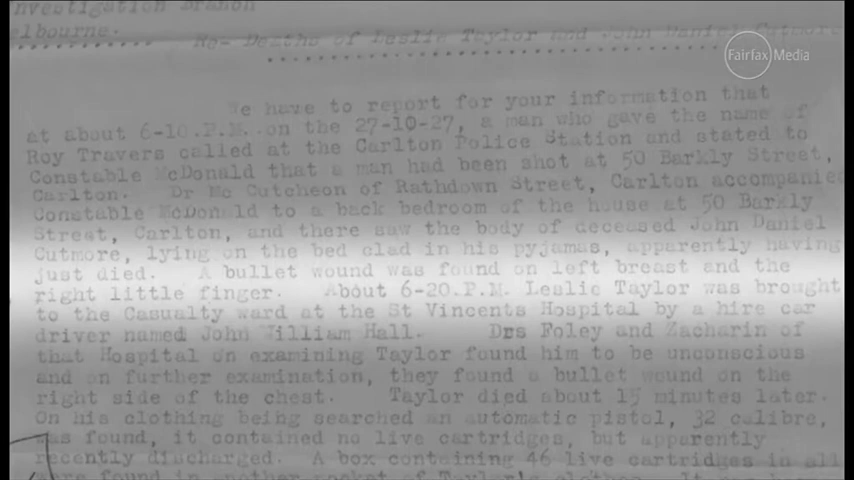 nvestigation Branch
elbourne.
Re- Deaths of Leslie Taylor and John Daniel Cutmore
Fairfax Media
We have to report for your information that
at about 6-10.P.M. on the 27-10-27, a man who gave the name of
Roy Travers called at the Carlton Police Station and stated to
Constable McDonald that a man had been shot at 50 Barkly Street,
Carlton. Dr Mc Cutcheon of Rathdown Street, Carlton accompanie
Constable McDonald to a back bedroom of the house at 50 Barkly
Street, Carlton, and there saw the body of deceased John Daniel
Cutmore, lying on the bed clad in his pyjamas, apparently having
just died. A bullet wound was found on left breast and the
right little finger. About 6-20.P.M. Leslie Taylor was brought
to the Casualty ward at the St Vincents Hospital by a hire car
driver named John William Hall. Drs Foley and Zacharin of
that Hospital on examining Taylor found him to be unconscious
and on further examination, they found a bullet wound on the
right side of the chest. Taylor died about 15 minutes later.
On his clothing being searched an automatic pistol, 32 calibre,
was found, it contained no live cartridges, but apparently
recently discharged. A box containing 46 live cartridges in all
were found in another pocket of Taylor's clothes.